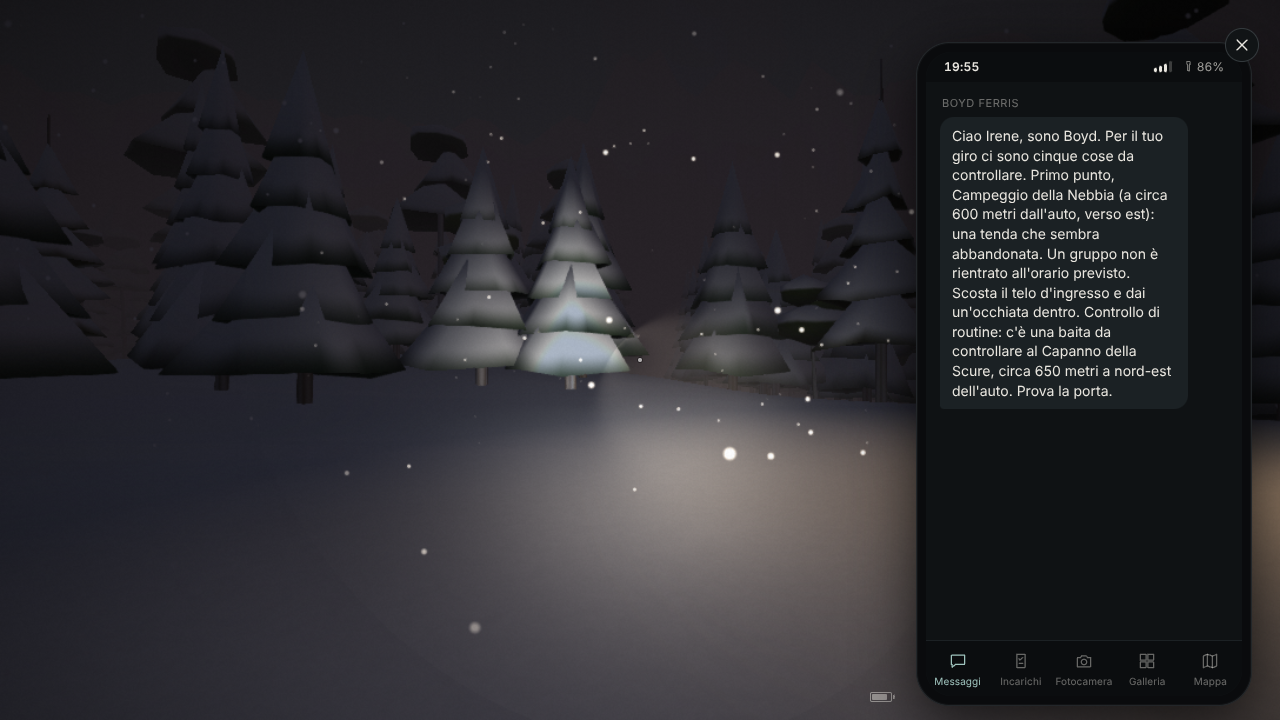 19:55
86%
BOYD FERRIS
Ciao Irene, sono Boyd. Per il tuo
giro ci sono cinque cose da
controllare. Primo punto,
Campeggio della Nebbia (a circa
600 metri dall'auto, verso est):
una tenda che sembra
abbandonata. Un gruppo non è
rientrato all'orario previsto.
Scosta il telo d'ingresso e dai
un'occhiata dentro. Controllo di
routine: c'è una baita da
controllare al Capanno della
Scure, circa 650 metri a nord-est
dell'auto. Prova la porta.
Messaggi
Incarichi
Fotocamera
Galleria
Mappa